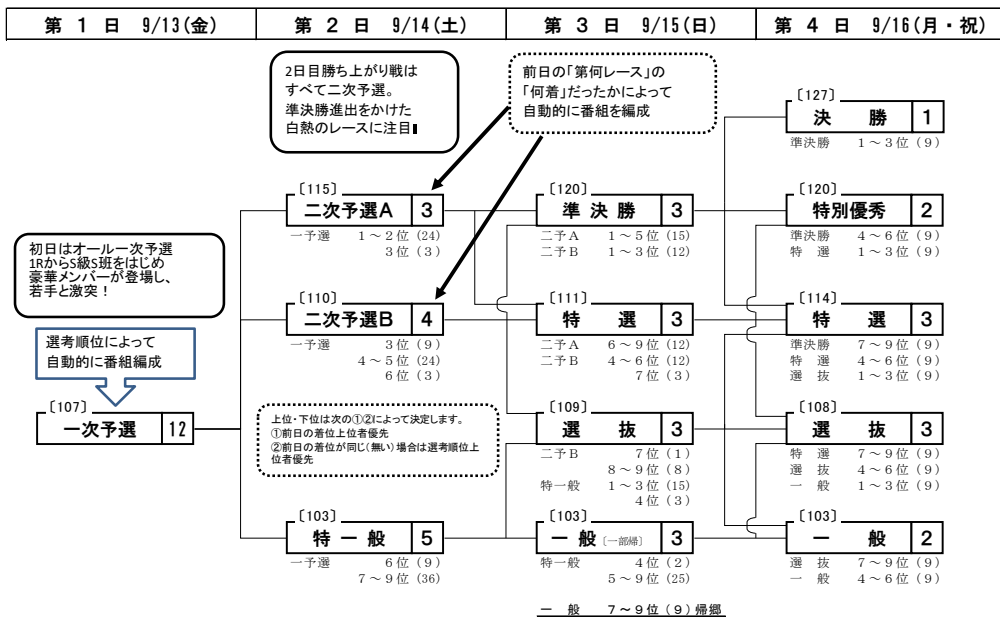 第 1 日 9/13(金)
第 2 日 9/14(土)
第 3 日 9/15(日)
第 4 日 9/16(月・祝)
初日はオール一次予選
1RからS級S班をはじめ
豪華メンバーが登場し、
若手と激突！
選考順位によって
自動的に番組編成
〔107〕
一次予選 12
2日目勝ち上がり戦は
すべて二次予選。
準決勝進出をかけた
白熱のレースに注目
〔115〕
二次予選A 3
一予選 1～2位 (24)
3位 (3)
〔110〕
二次予選B 4
一予選 3位 (9)
4～5位 (24)
6位 (3)
上位・下位は次の①②によって決定します。
①前日の着位上位者優先
②前日の着位が同じ(無い)場合は選考順位上
位者優先
〔103〕
特一般 5
一予選 6位 (9)
7～9位 (36)
前日の「第何レース」の
「何着」だったかによって
自動的に番組を編成
〔120〕
準決勝 3
二予A 1～5位 (15)
二予B 1～3位 (12)
〔111〕
特選 3
二予A 6～9位 (12)
二予B 4～6位 (12)
7位 (3)
〔109〕
選抜 3
二予B 7位 (1)
8～9位 (8)
特一般 1～3位 (15)
4位 (3)
〔103〕
一般〔一部帰〕 3
特一般 4位 (2)
5～9位 (25)
一 般 7～9位 (9) 帰郷
〔127〕
決勝 1
準決勝 1～3位 (9)
〔120〕
特別優秀 2
準決勝 4～6位 (9)
特 選 1～3位 (9)
〔114〕
特選 3
準決勝 7～9位 (9)
特 選 4～6位 (9)
選 抜 1～3位 (9)
〔108〕
選抜 3
特 選 7～9位 (9)
選 抜 4～6位 (9)
一 般 1～3位 (9)
〔103〕
一般 2
選 抜 7～9位 (9)
一 般 4～6位 (9)